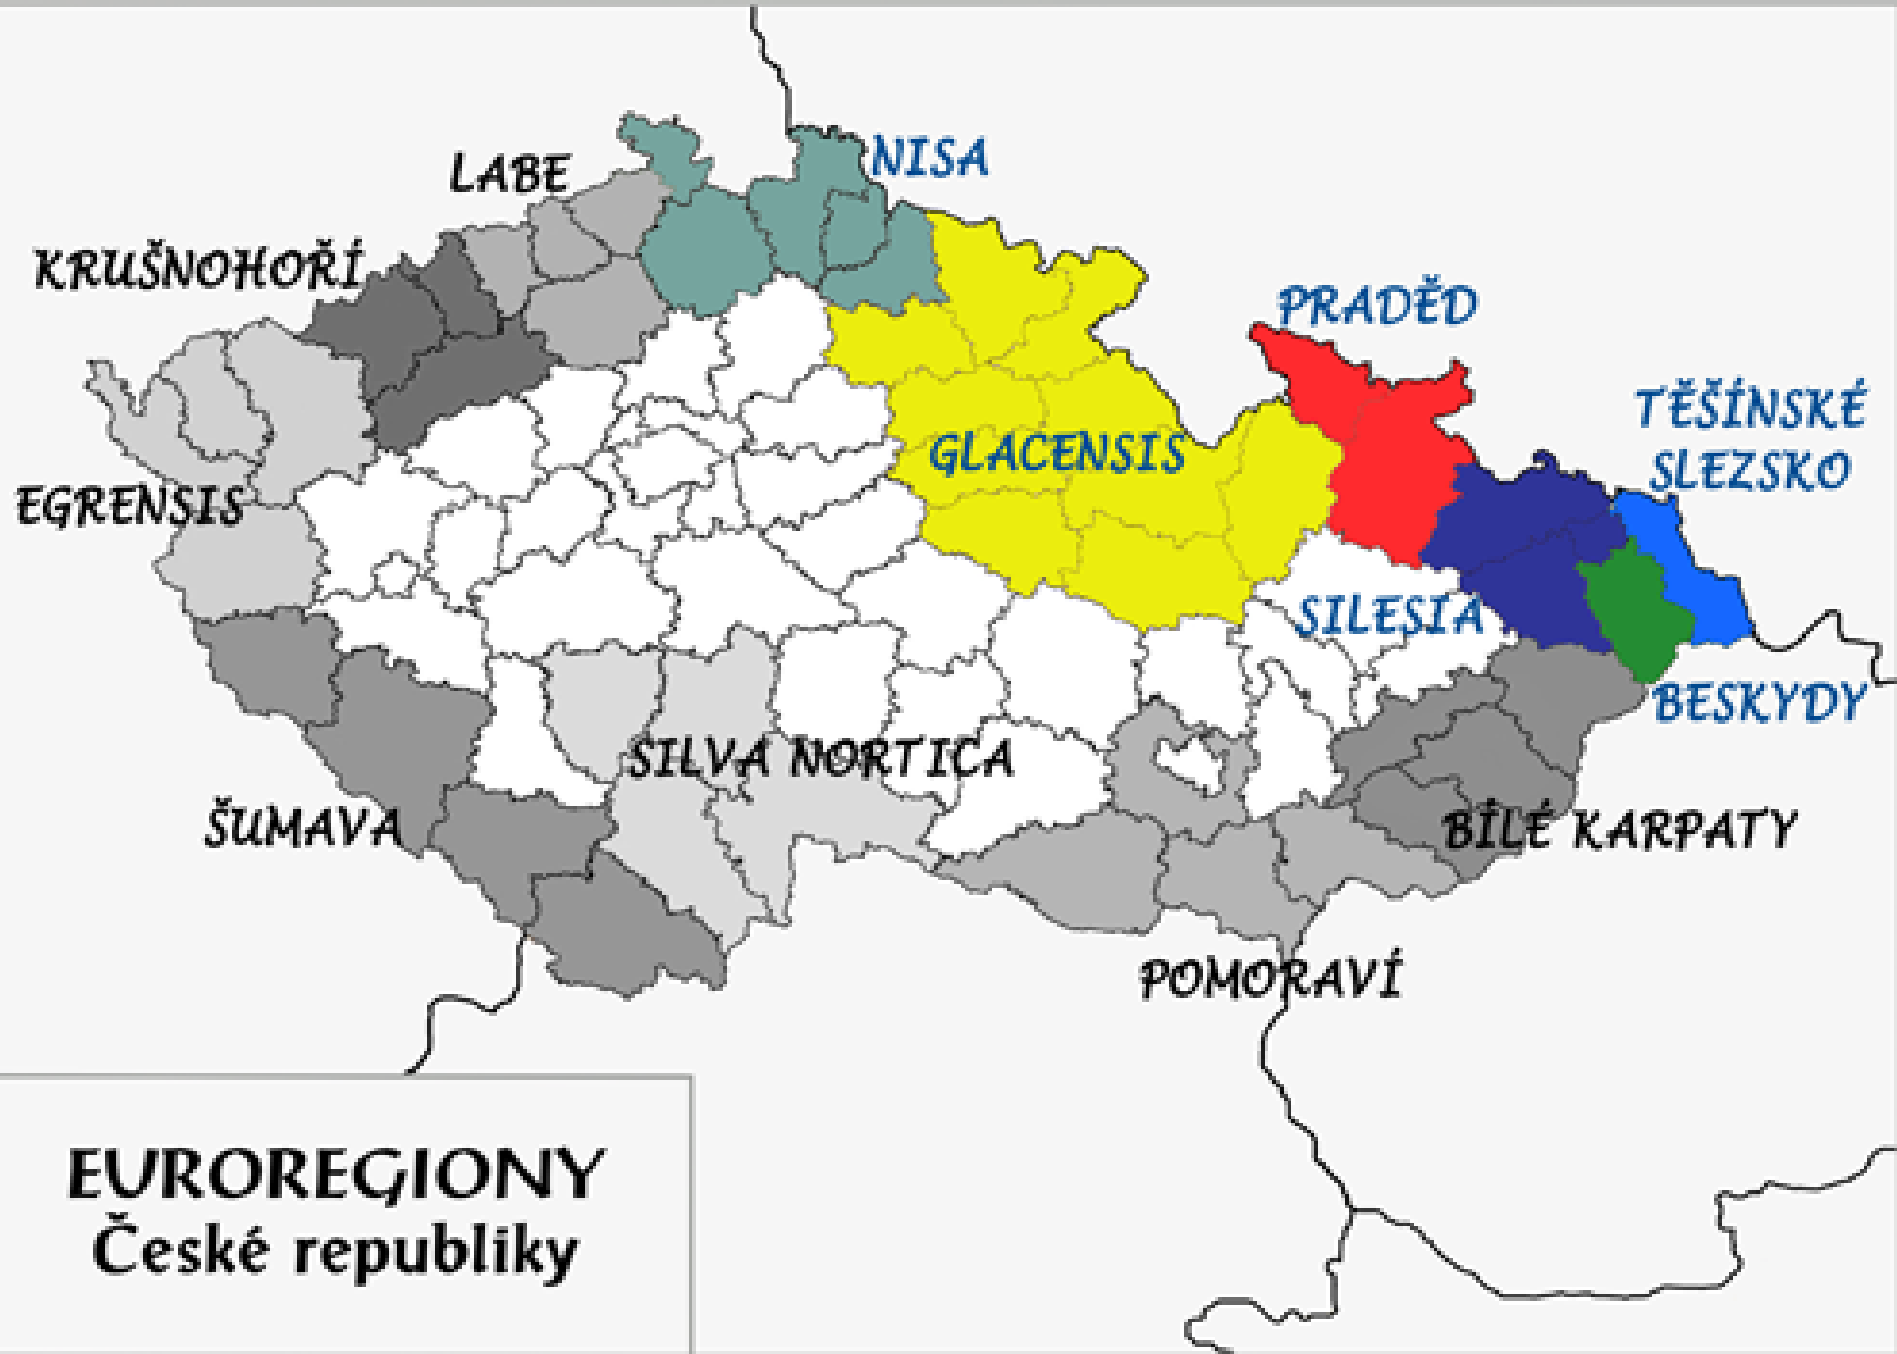 NISA
LABE
KRUŠNOHOŘÍ
PRADĚD
TĚŠÍNSKÉ
SLEZSKO
GLACENSIS
EGRENSIS
SILESIA
BESKYDY
SILVA NORTICA
ŠUMAVA
BÍLÉ KARPATY
POMORAVÍ
EUROREGIONY
České republiky